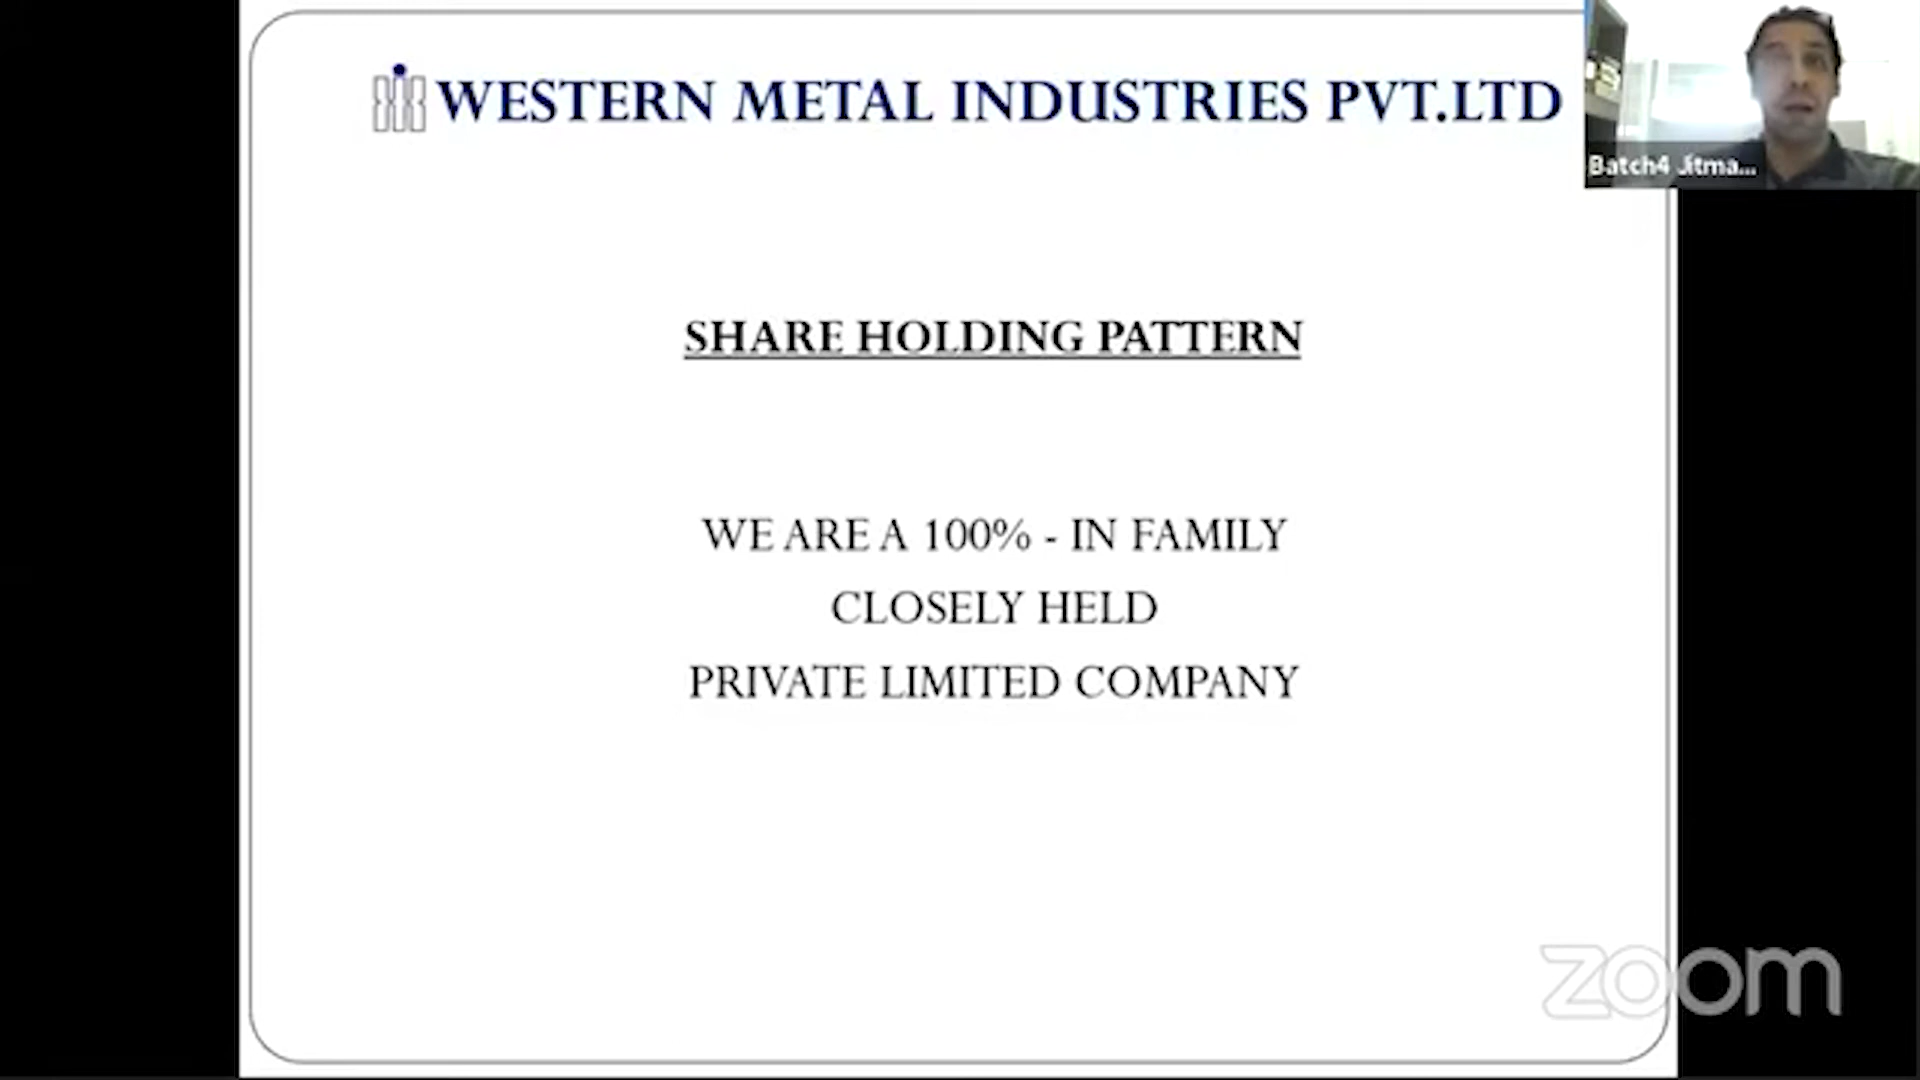 WESTERN METAL INDUSTRIES PVT.LTD
Batch4 Jitma...
SHARE HOLDING PATTERN
WE ARE A 100% - IN FAMILY
CLOSELY HELD
PRIVATE LIMITED COMPANY
zoom